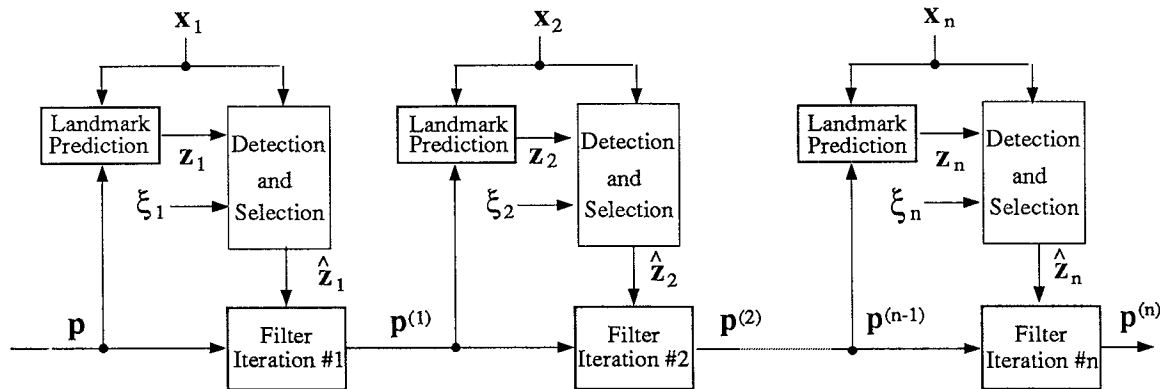 x₁
x₂
xₙ
Landmark
Prediction
z₁
Detection
and
Selection
ξ₁
Landmark
Prediction
z₂
Detection
and
Selection
ξ₂
Landmark
Prediction
zₙ
Detection
and
Selection
ξₙ
ẑ₁
ẑ₂
ẑₙ
p
Filter
Iteration #1
p⁽¹⁾
Filter
Iteration #2
p⁽²⁾
p⁽ⁿ⁻¹⁾
Filter
Iteration #n
p⁽ⁿ⁾